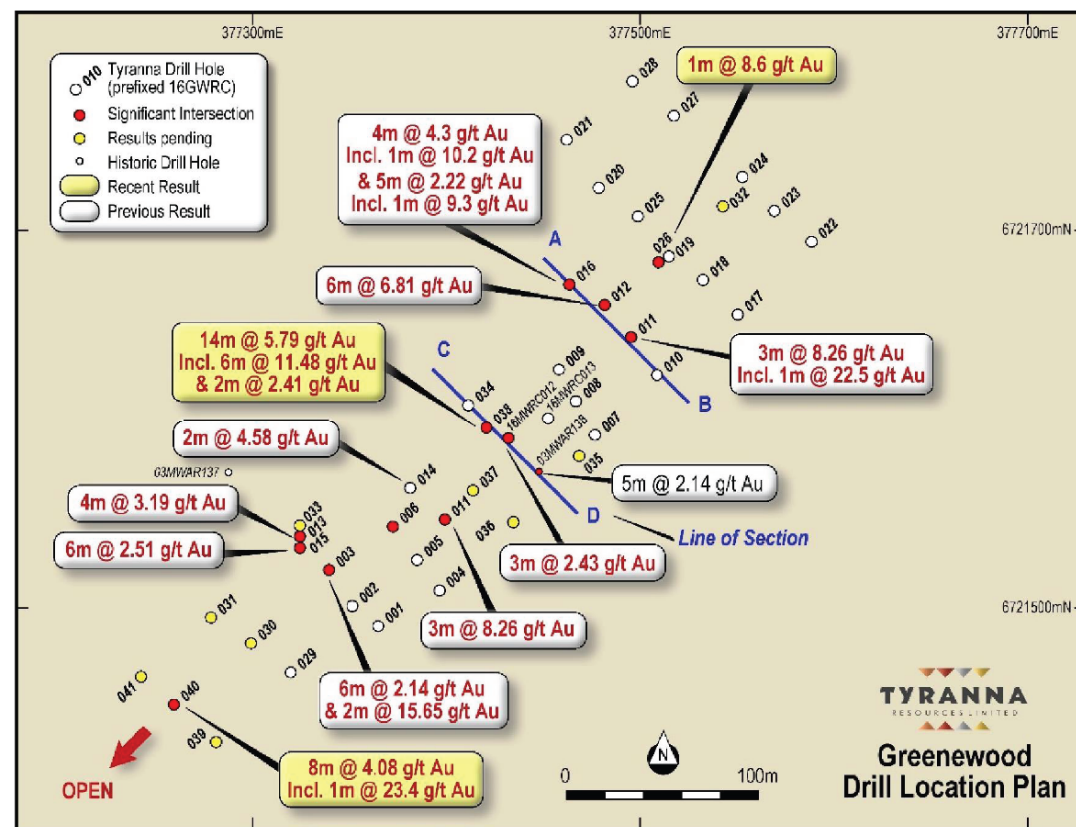 377300mE
377500mE
377700mE
010
Tyranna Drill Hole
(prefixed 16GWRC)
Significant Intersection
Results pending
Historic Drill Hole
Recent Result
Previous Result
028
1m @ 8.6 g/t Au
027
4m @ 4.3 g/t Au
Incl. 1m @ 10.2 g/t Au
& 5m @ 2.22 g/t Au
Incl. 1m @ 9.3 g/t Au
021
020
024
025
032
023
022
6721700mN
A
026
019
016
018
6m @ 6.81 g/t Au
012
017
14m @ 5.79 g/t Au
Incl. 6m @ 11.48 g/t Au
& 2m @ 2.41 g/t Au
011
3m @ 8.26 g/t Au
Incl. 1m @ 22.5 g/t Au
C
009
010
B
034
16MWRC013
008
038
16MWRC012
2m @ 4.58 g/t Au
007
03MWAR138
035
03MWAR137
014
037
5m @ 2.14 g/t Au
4m @ 3.19 g/t Au
033
013
006
011
036
D
Line of Section
6m @ 2.51 g/t Au
015
003
005
3m @ 2.43 g/t Au
002
004
001
6721500mN
031
3m @ 8.26 g/t Au
030
029
6m @ 2.14 g/t Au
& 2m @ 15.65 g/t Au
041
040
039
OPEN
8m @ 4.08 g/t Au
Incl. 1m @ 23.4 g/t Au
N
0
100m
TYRANNA
RESOURCES LIMITED
Greenewood
Drill Location Plan